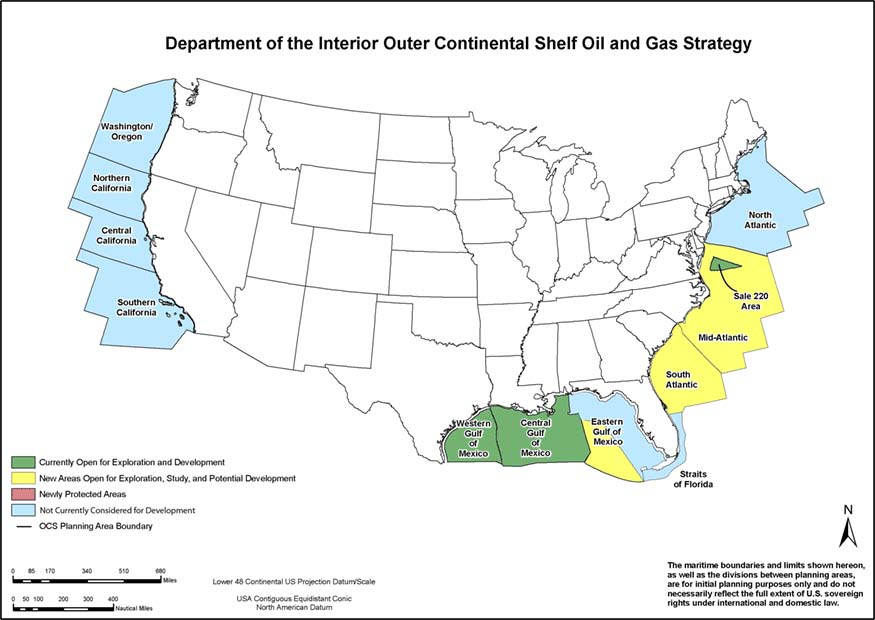 Department of the Interior Outer Continental Shelf Oil and Gas Strategy
Washington/
Oregon
Northern
California
Central
California
Southern
California
North
Atlantic
Sale 220
Area
Mid-Atlantic
South
Atlantic
Western
Gulf
of
Mexico
Central
Gulf
of
Mexico
Eastern
Gulf of
Mexico
Straits
of Florida
Currently Open for Exploration and Development
New Areas Open for Exploration, Study, and Potential Development
Newly Protected Areas
Not Currently Considered for Development
OCS Planning Area Boundary
N
0 85 170 340 510 680
Miles
0 50 100 200 300 400
Nautical Miles
Lower 48 Continental US Projection Datum/Scale
USA Contiguous Equidistant Conic
North American Datum
The maritime boundaries and limits shown hereon,
as well as the divisions between planning areas,
are for initial planning purposes only and do not
necessarily reflect the full extent of U.S. sovereign
rights under international and domestic law.